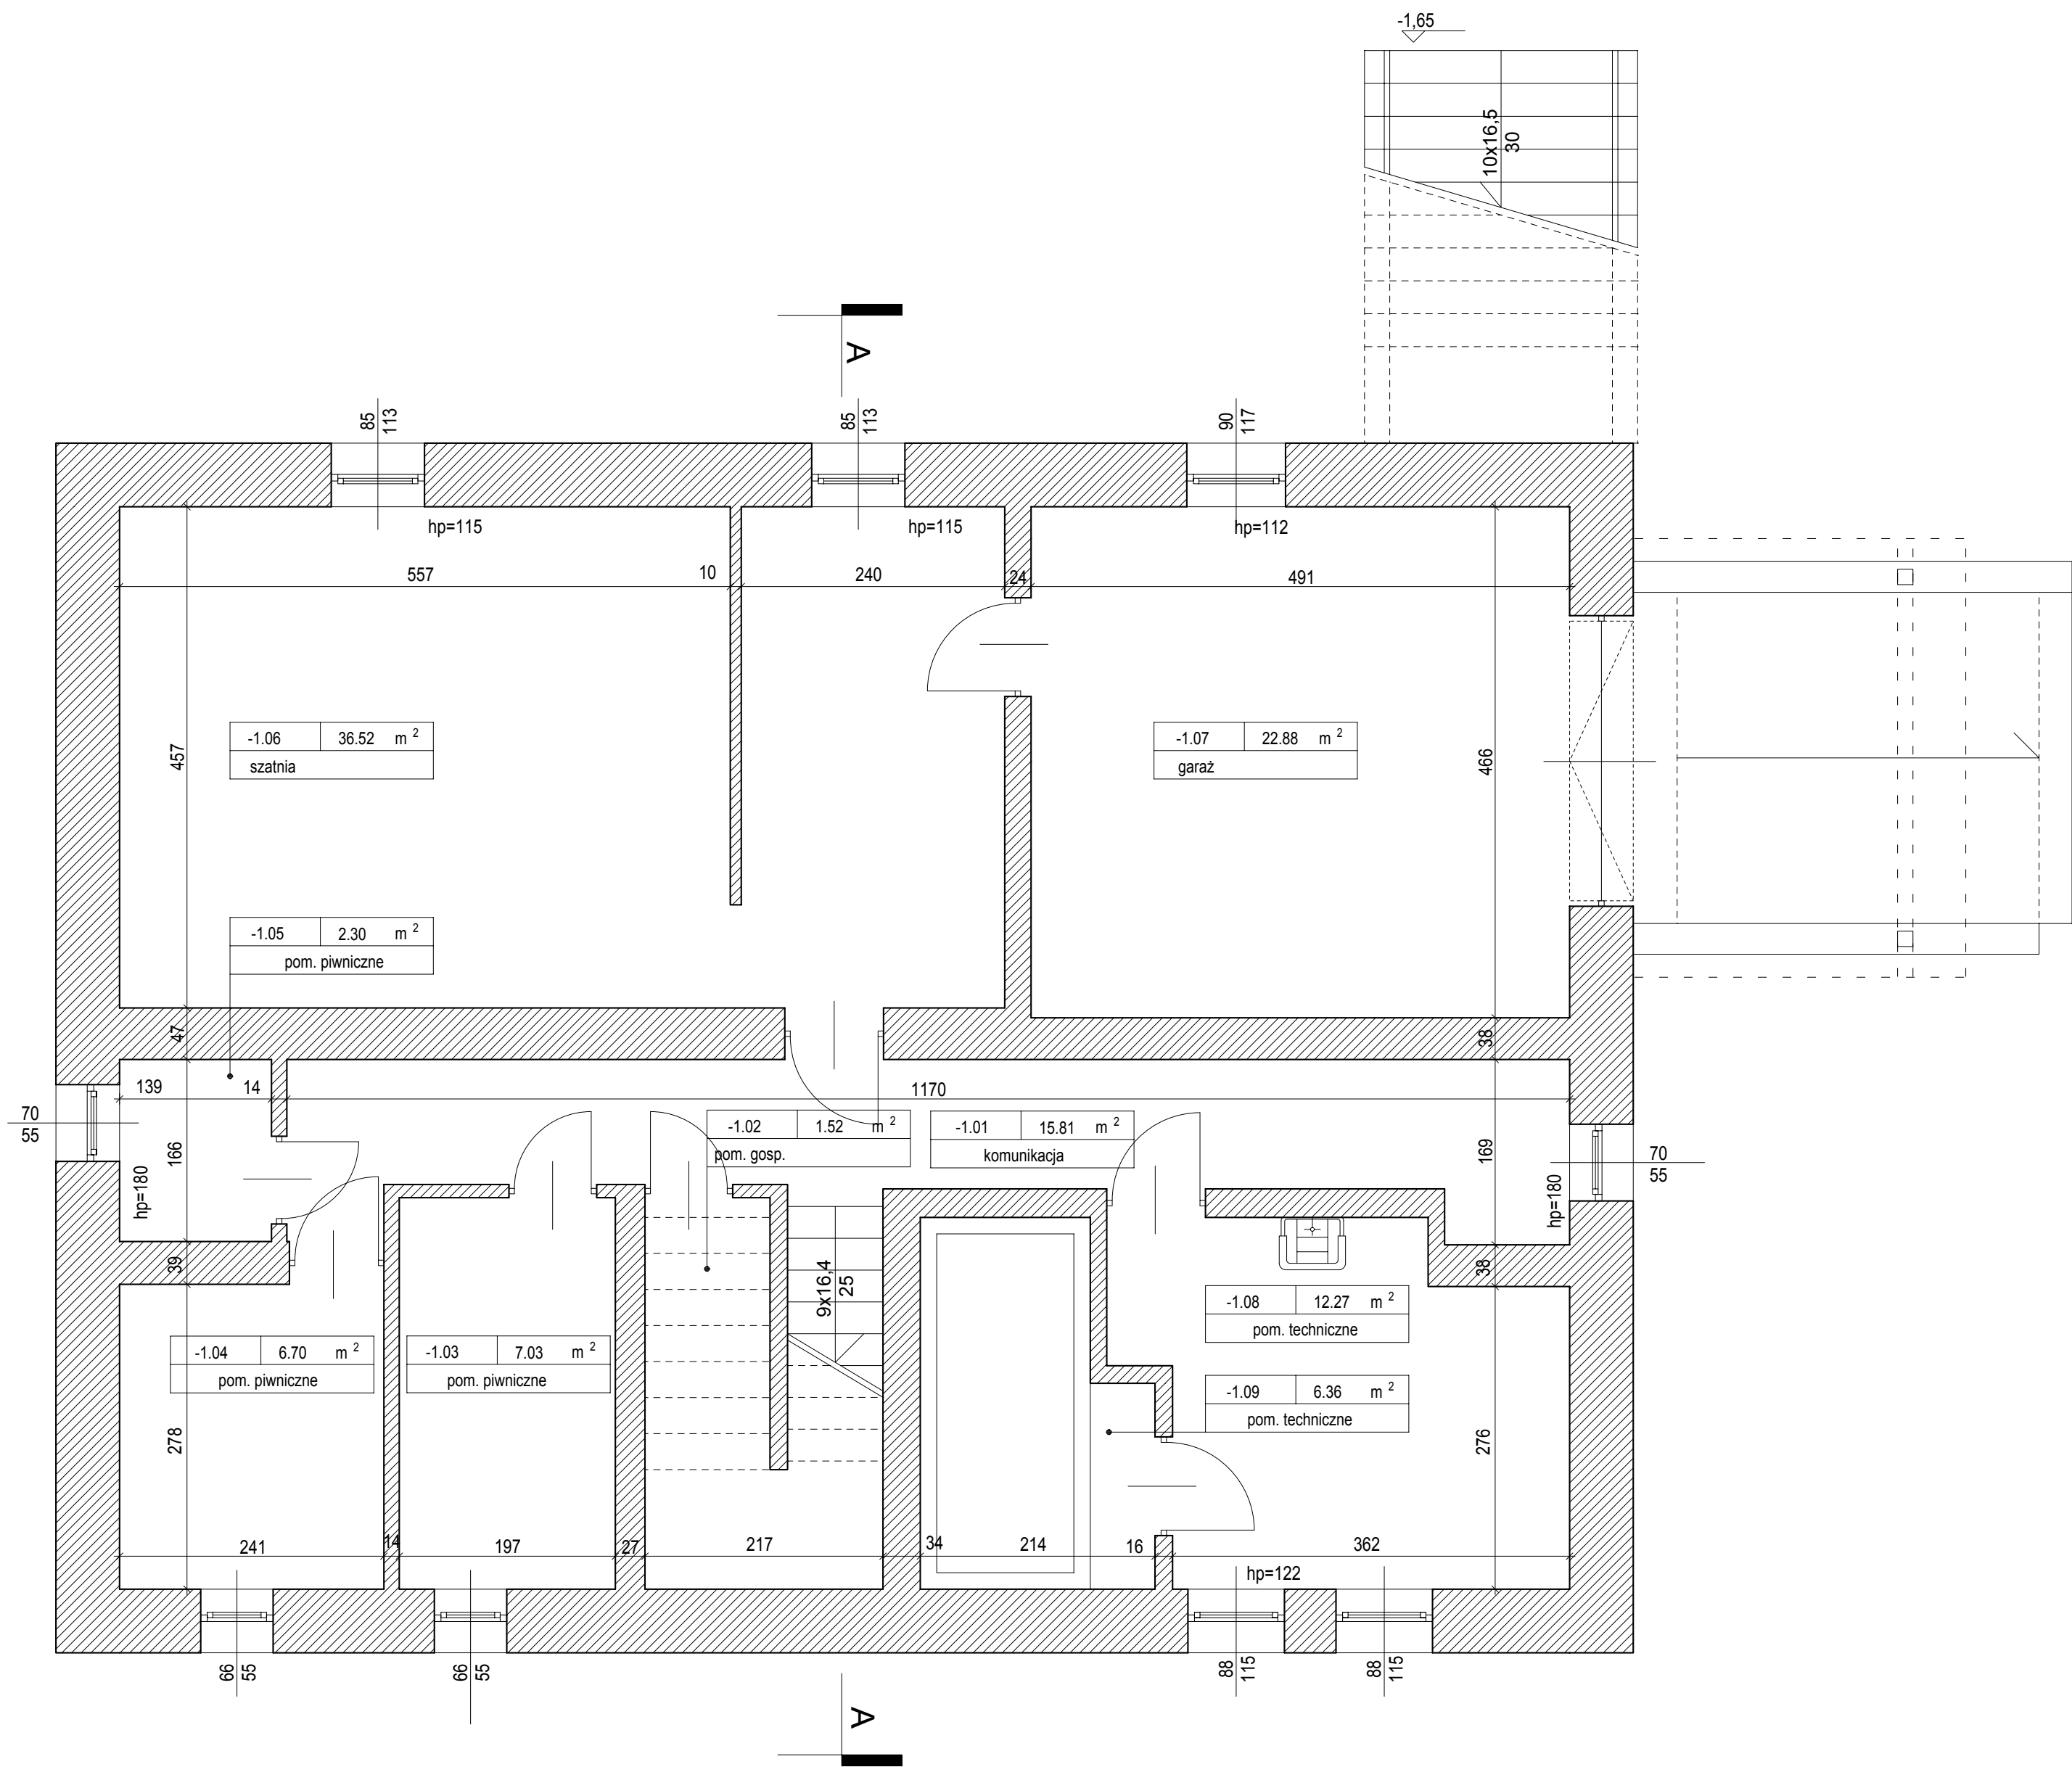 -1,65
10x16,5
30
A
85
113
85
113
90
117
hp=115
hp=115
hp=112
557
10
240
24
491
457
466
-1.06 36.52 m 2
szatnia
-1.07 22.88 m 2
garaż
-1.05 2.30 m 2
pom. piwniczne
47
38
139
14
1170
70
55
166
hp=180
-1.02 1.52 m 2
pom. gosp.
-1.01 15.81 m 2
komunikacja
169
hp=180
70
55
39
38
9x16,4
25
-1.08 12.27 m 2
pom. techniczne
-1.04 6.70 m 2
pom. piwniczne
-1.03 7.03 m 2
pom. piwniczne
-1.09 6.36 m 2
pom. techniczne
278
276
241
14
197
27
217
34
214
16
362
hp=122
66
55
66
55
88
115
88
115
A